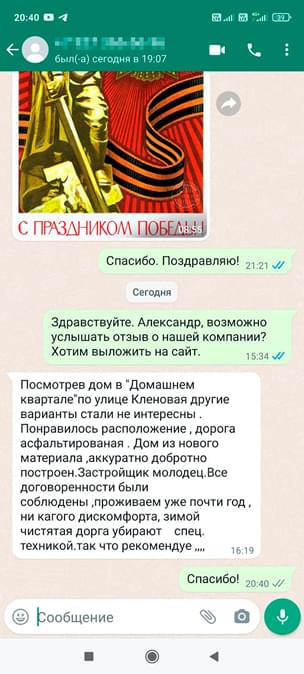 20:40
39
был(-а) сегодня в 19:07
С ПРАЗДНИКОМ ПОБЕДЫ
08:55
Спасибо. Поздравляю! 21:21
Сегодня
Здравствуйте. Александр, возможно
услышать отзыв о нашей компании?
Хотим выложить на сайт. 15:34
Посмотрев дом в "Домашнем
квартале"по улице Кленовая другие
варианты стали не интересны .
Понравилось расположение , дорога
асфальтированая . Дом из нового
материала ,аккуратно добротно
построен.Застройщик молодец.Все
договоренности были
соблюдены ,проживаем уже почти год ,
ни кагого дискомфорта, зимой
чистятая дорга убирают спец.
техникой.так что рекомендуе ,,,,
16:19
Спасибо! 20:40
Сообщение